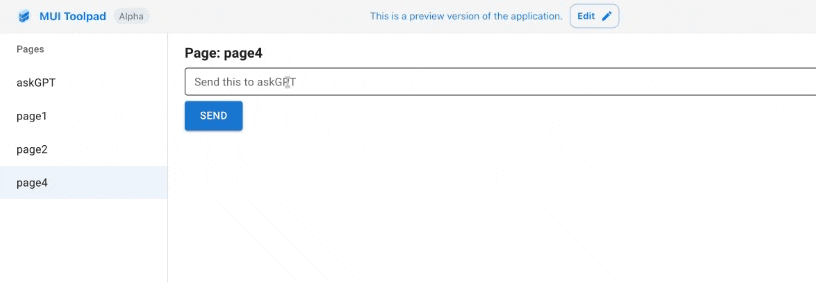 MUI Toolpad Alpha
This is a preview version of the application. Edit
Pages
askGPT
page1
page2
page4
Page: page4
Send this to askGPT
SEND